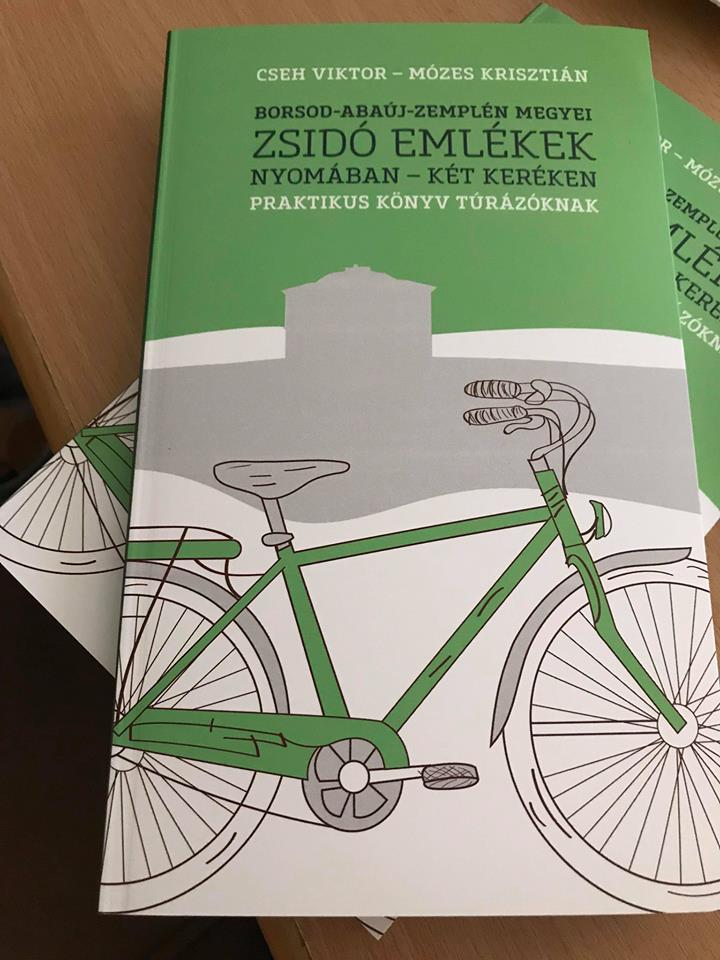 CSEH VIKTOR – MÓZES KRISZTIÁN
BORSOD-ABAÚJ-ZEMPLÉN MEGYEI
ZSIDÓ EMLÉKEK
NYOMÁBAN – KÉT KERÉKEN
PRAKTIKUS KÖNYV TÚRÁZÓKNAK